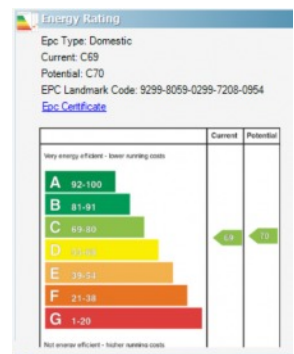 Energy Rating
Epc Type: Domestic
Current: C69
Potential: C70
EPC Landmark Code: 9299-8059-0299-7208-0954
Epc Certificate
Current Potential
Very energy efficient - lower running costs
A 92-100
B 81-91
C 69-80
D 55-68
E 39-54
F 21-38
G 1-20
69 70
Not energy efficient - higher running costs